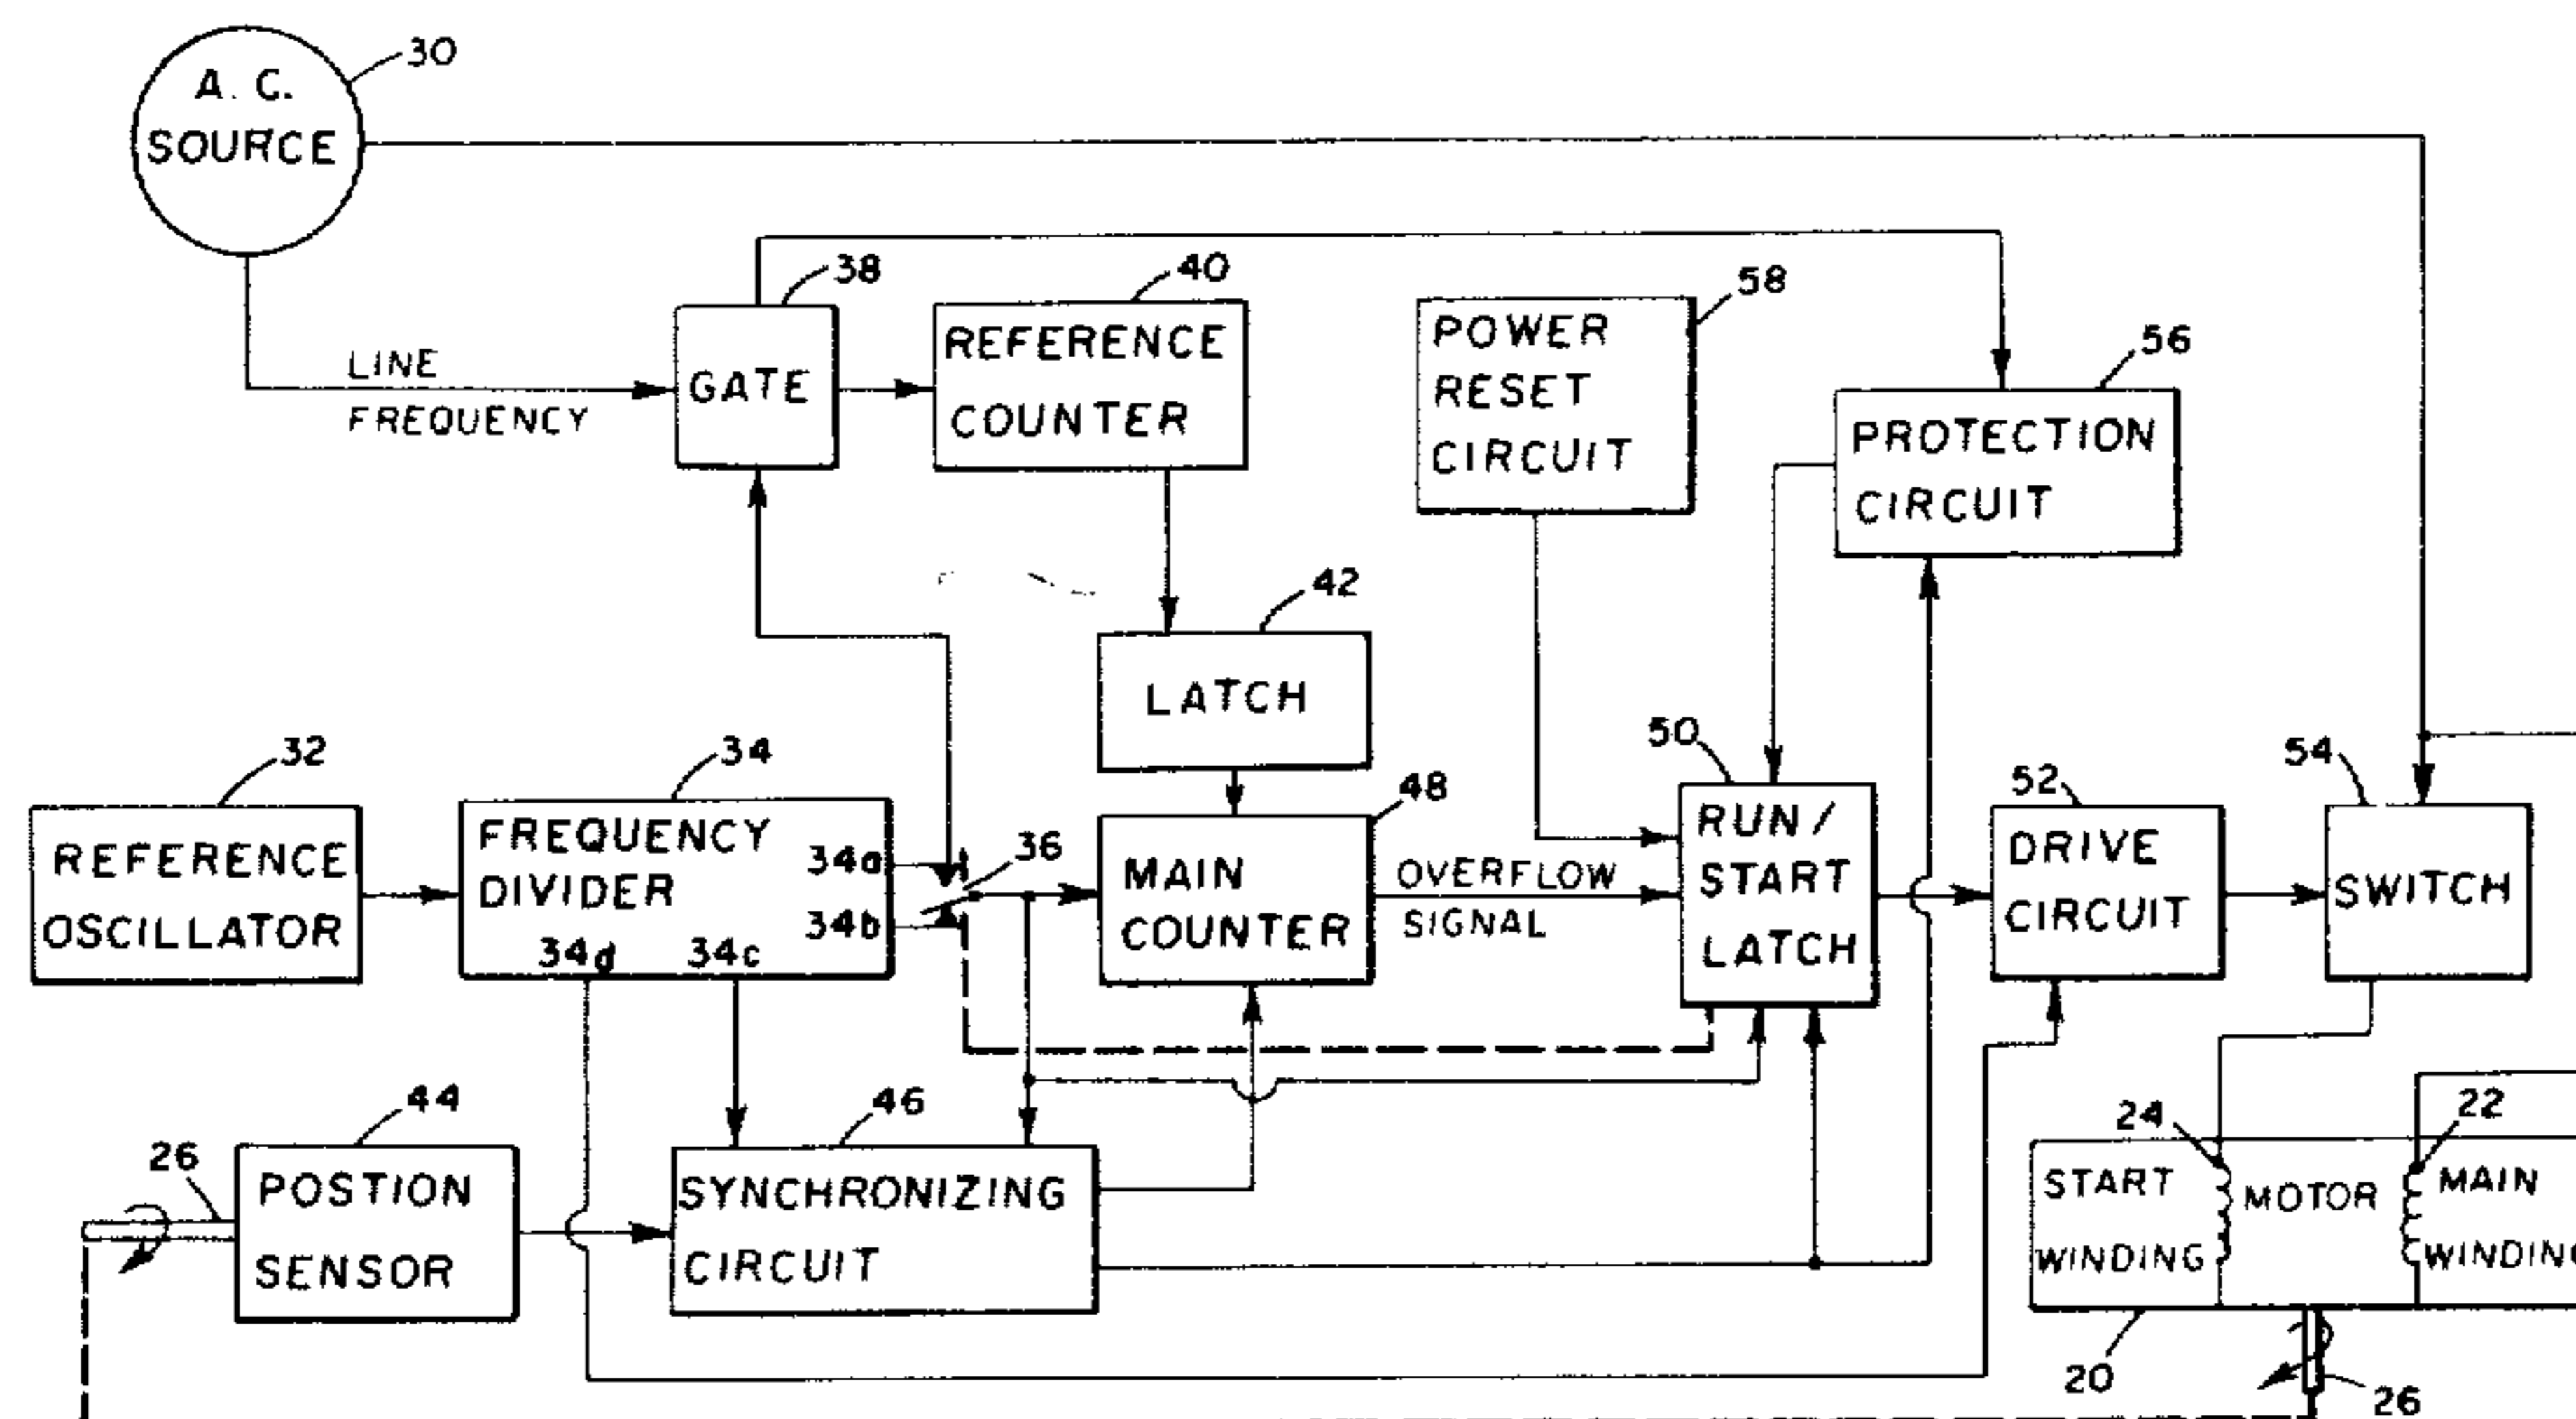 A. C.
SOURCE
30
LINE
FREQUENCY
38
GATE
40
REFERENCE
COUNTER
58
POWER
RESET
CIRCUIT
56
PROTECTION
CIRCUIT
42
LATCH
32
REFERENCE
OSCILLATOR
34
FREQUENCY
DIVIDER
34a
34b
34d
34c
36
48
MAIN
COUNTER
OVERFLOW
SIGNAL
50
RUN/
START
LATCH
52
DRIVE
CIRCUIT
54
SWITCH
26
44
POSTION
SENSOR
46
SYNCHRONIZING
CIRCUIT
24
22
START
WINDING
MOTOR
MAIN
WINDING
20
26